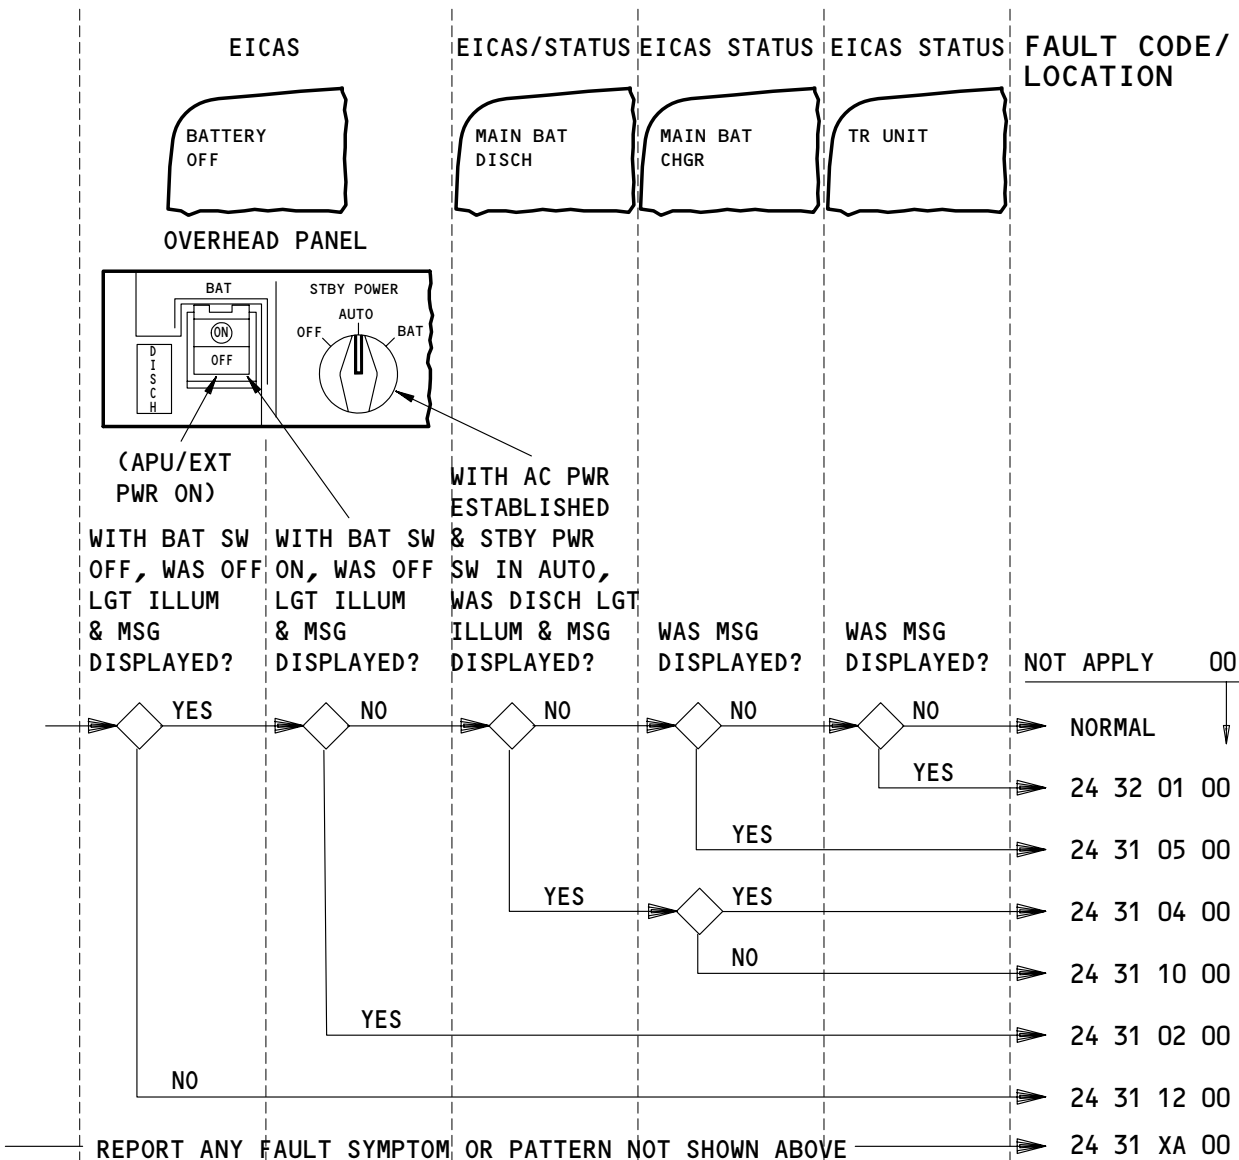 EICAS
EICAS/STATUS
EICAS STATUS
EICAS STATUS
FAULT CODE/
LOCATION
BATTERY
OFF
MAIN BAT
DISCH
MAIN BAT
CHGR
TR UNIT
OVERHEAD PANEL
BAT
ON
OFF
DISCH
STBY POWER
OFF
AUTO
BAT
(APU/EXT
PWR ON)
WITH BAT SW
OFF, WAS OFF
LGT ILLUM
& MSG
DISPLAYED?
WITH BAT SW
ON, WAS OFF
LGT ILLUM
& MSG
DISPLAYED?
WITH AC PWR
ESTABLISHED
& STBY PWR
SW IN AUTO,
WAS DISCH LGT
ILLUM & MSG
DISPLAYED?
WAS MSG
DISPLAYED?
WAS MSG
DISPLAYED?
NOT APPLY 00
YES
NO
NO
NO
NO
NORMAL
YES
24 32 01 00
YES
24 31 05 00
YES
YES
24 31 04 00
NO
24 31 10 00
YES
24 31 02 00
NO
24 31 12 00
REPORT ANY FAULT SYMPTOM OR PATTERN NOT SHOWN ABOVE
24 31 XA 00